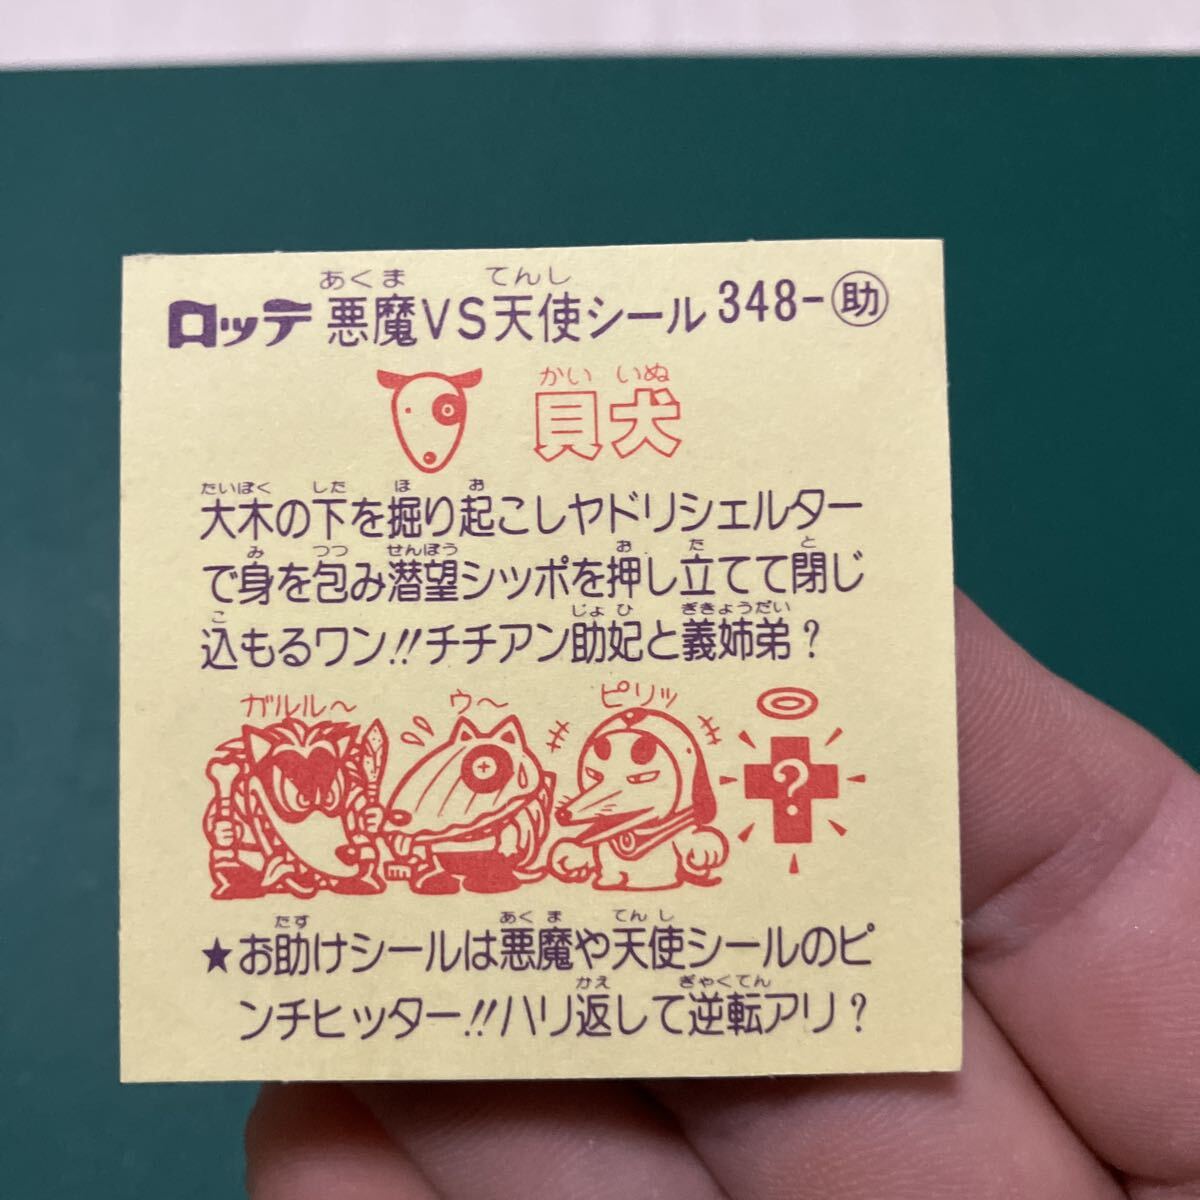 ロッテ 悪魔VS天使シール 348-助
あくま てんし
貝犬
かい いぬ
たいぼく した ほ お
大木の下を掘り起こしヤドリシェルター
み つつ せんぼう お た と
で身を包み潜望シッポを押し立てて閉じ
こ じょ ひ ぎきょうだい
込もるワン!!チチアン助妃と義姉弟?
ガルル〜 ウ〜 ピリッ
?
たす あく ま てん し
★お助けシールは悪魔や天使シールのピ
かえ ぎゃくてん
ンチヒッター!!ハリ返して逆転アリ?